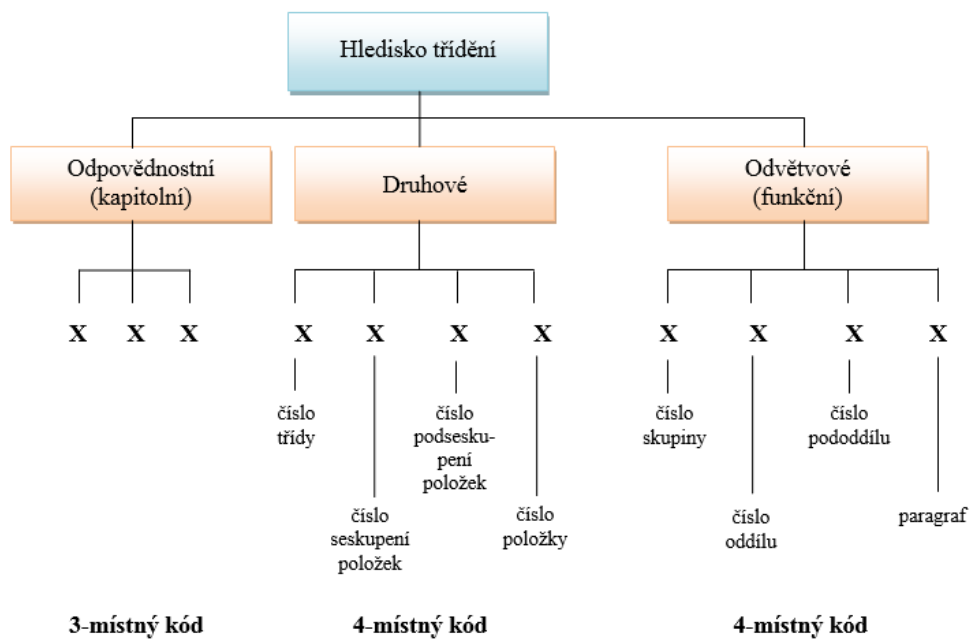 Hledisko třídění
Odpovědnostní
(kapitolní)
Druhové
Odvětvové
(funkční)
X X X
X X X X
X X X X
číslo
třídy
číslo
seskupení
položek
číslo
podsesku-
pení
položek
číslo
položky
číslo
skupiny
číslo
oddílu
číslo
pododdílu
paragraf
3-místný kód
4-místný kód
4-místný kód